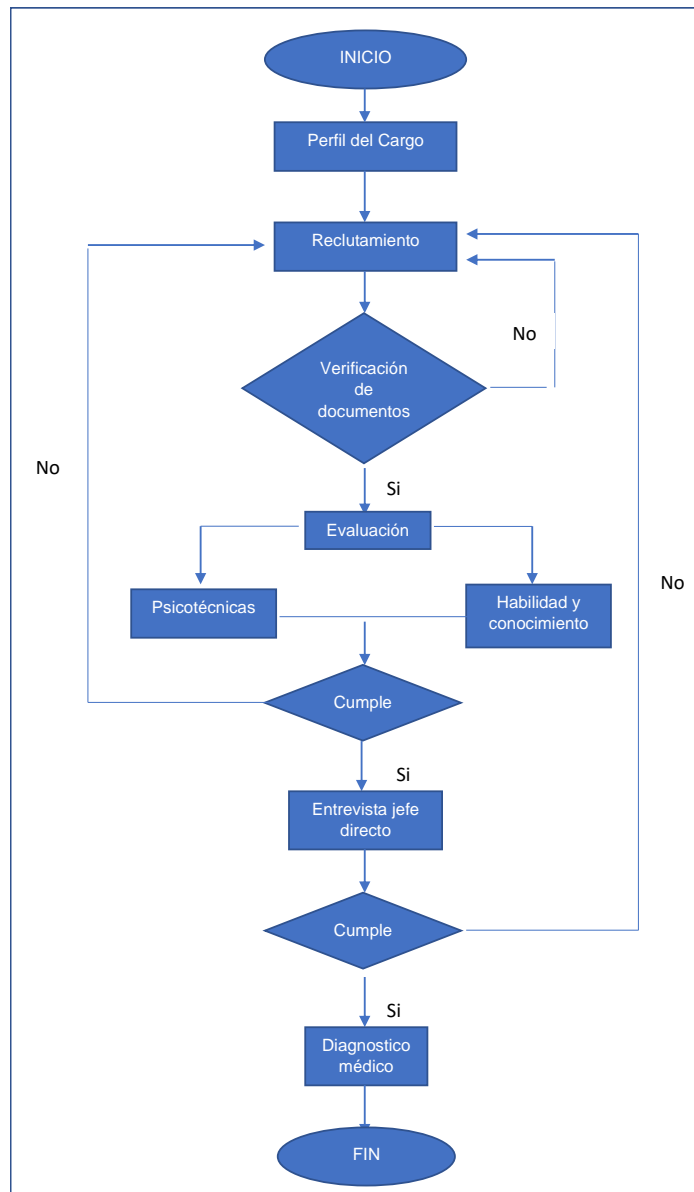 INICIO
Perfil del Cargo
Reclutamiento
No
Verificación
de
documentos
No
Si
Evaluación
No
Psicotécnicas
Habilidad y
conocimiento
Cumple
Si
Entrevista jefe
directo
Cumple
Si
Diagnostico
médico
FIN